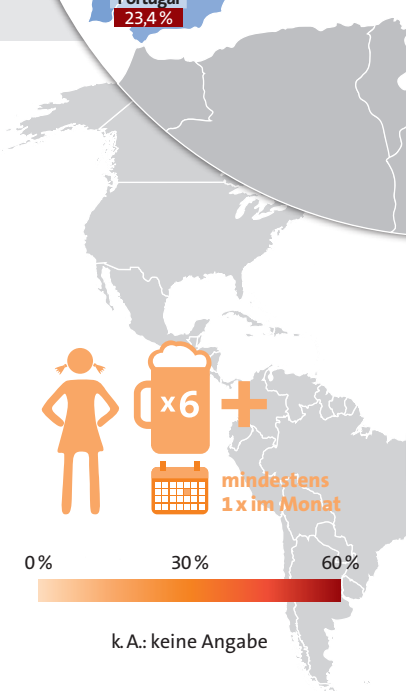 Portugal
23,4 %
x6
mindestens
1 x im Monat
0 %
30 %
60 %
k. A.: keine Angabe